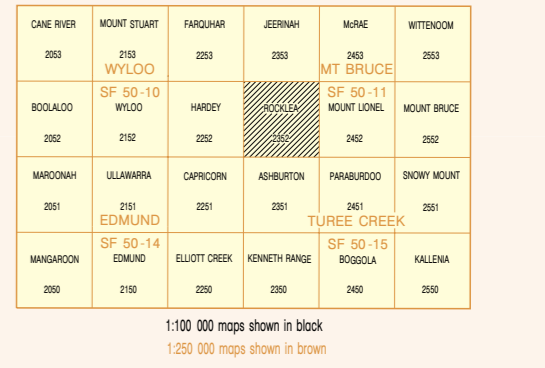 CANE RIVER MOUNT STUART FARQUHAR JEERINAH McRAE WITTENOOM
2053 2153 2253 2353 2453 2553
WYLOO MT BRUCE
SF 50-10 SF 50-11
BOOLALOO WYLOO HARDEY ROCKLEA MOUNT LIONEL MOUNT BRUCE
2052 2152 2252 2352 2452 2552
MAROONAH ULLAWARRA CAPRICORN ASHBURTON PARABURDOO SNOWY MOUNT
2051 2151 2251 2351 2451 2551
EDMUND TUREE CREEK
SF 50-14 SF 50-15
MANGAROON EDMUND ELLIOTT CREEK KENNETH RANGE BOGGOLA KALLENIA
2050 2150 2250 2350 2450 2550
1:100 000 maps shown in black
1:250 000 maps shown in brown